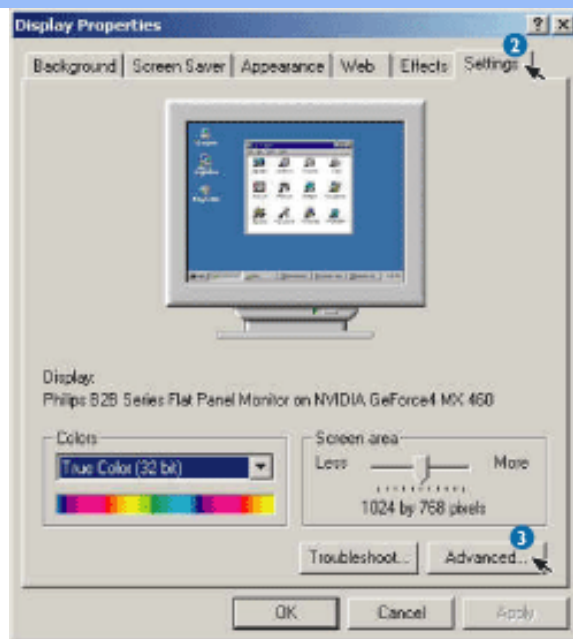 Display Properties
2
Background Screen Saver Appearance Web Effects Settings
Display:
Philips B2B Series Flat Panel Monitor on NVIDIA GeForce4 MX 460
Colors
True Color (32 bit)
Screen area
Less More
1024 by 768 pixels
3
Troubleshoot... Advanced...
OK Cancel Apply